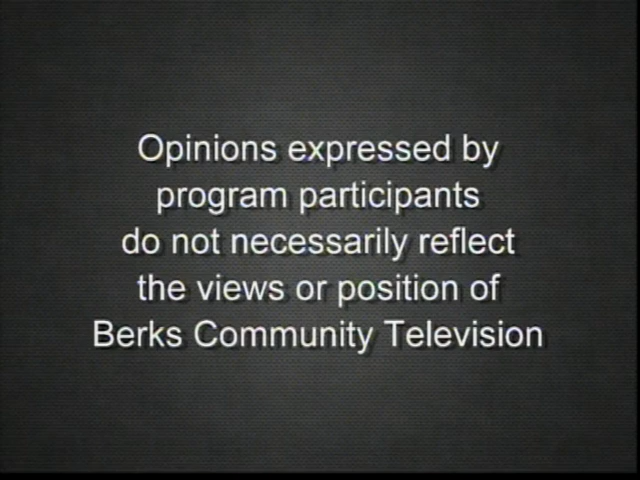 Opinions expressed by
program participants
do not necessarily reflect
the views or position of
Berks Community Television